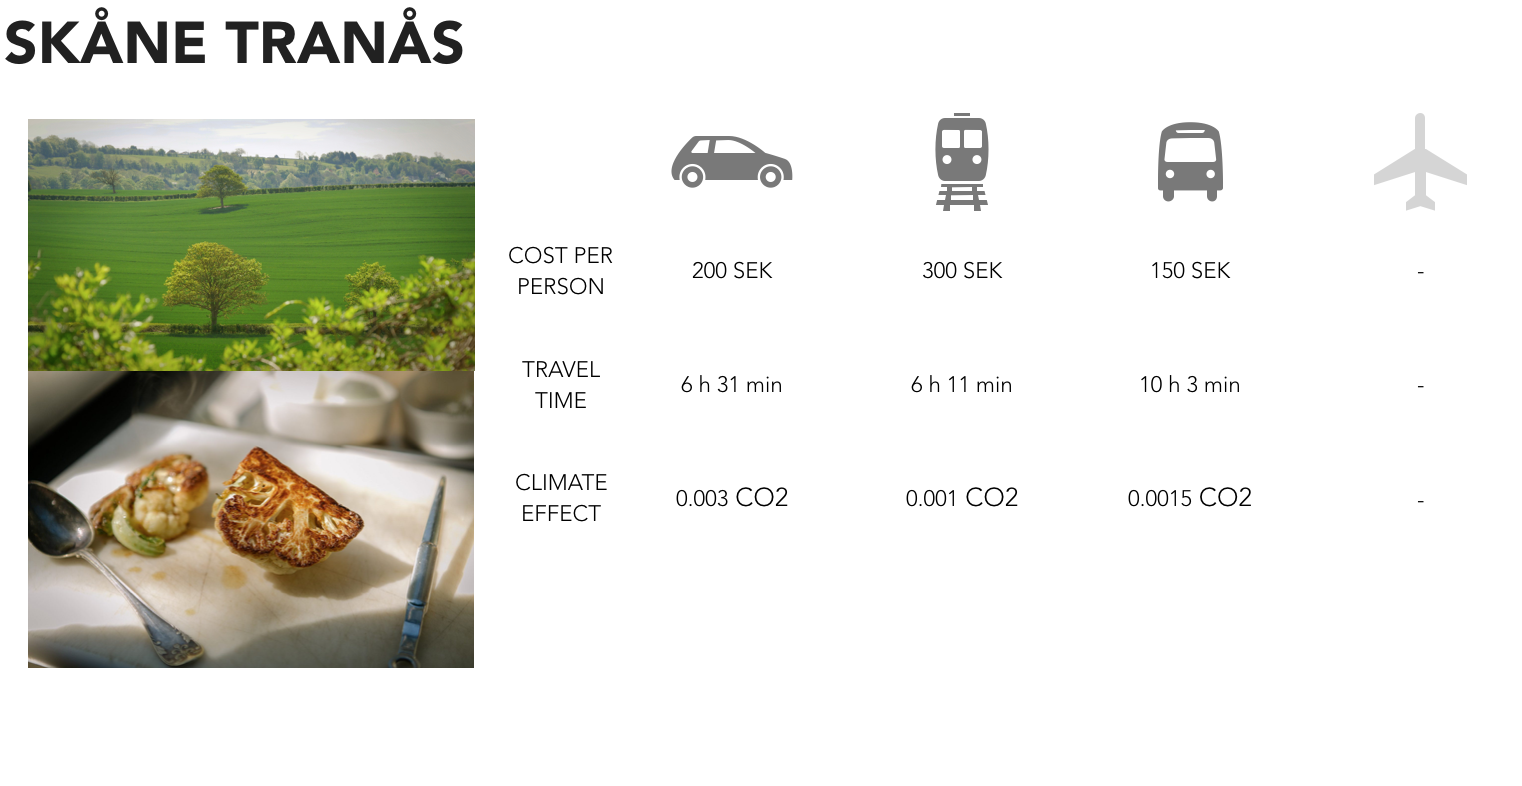 SKÅNE TRANÅS
COST PER
PERSON
200 SEK
300 SEK
150 SEK
-
TRAVEL
TIME
6 h 31 min
6 h 11 min
10 h 3 min
-
CLIMATE
EFFECT
0.003 CO2
0.001 CO2
0.0015 CO2
-